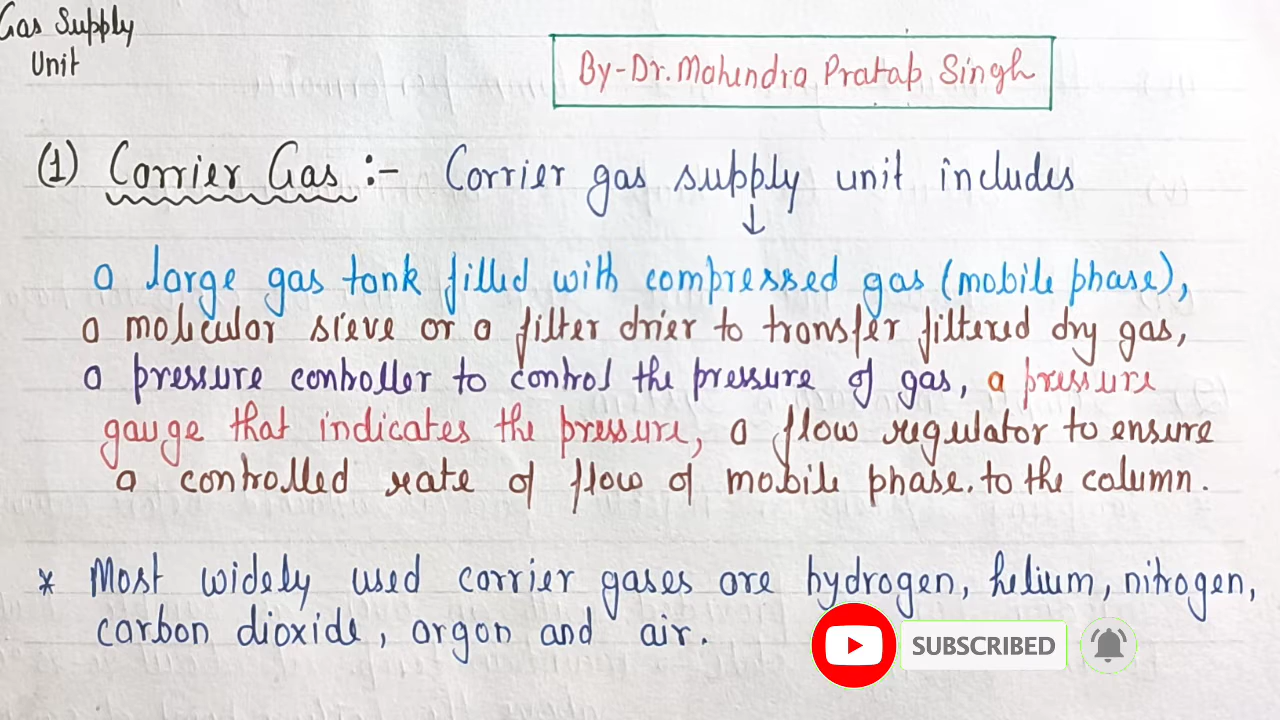 Gas Supply
Unit
By-Dr. Mahendra Pratap Singh
(1) Carrier Gas :- Carrier gas supply unit includes
↓
a large gas tank filled with compressed gas (mobile phase),
a molecular sieve or a filter drier to transfer filtered dry gas,
a pressure controller to control the pressure of gas, a pressure
gauge that indicates the pressure, a flow regulator to ensure
a controlled rate of flow of mobile phase. to the column.
* Most widely used carrier gases are hydrogen, helium, nitrogen,
carbon dioxide, argon and air.
SUBSCRIBED